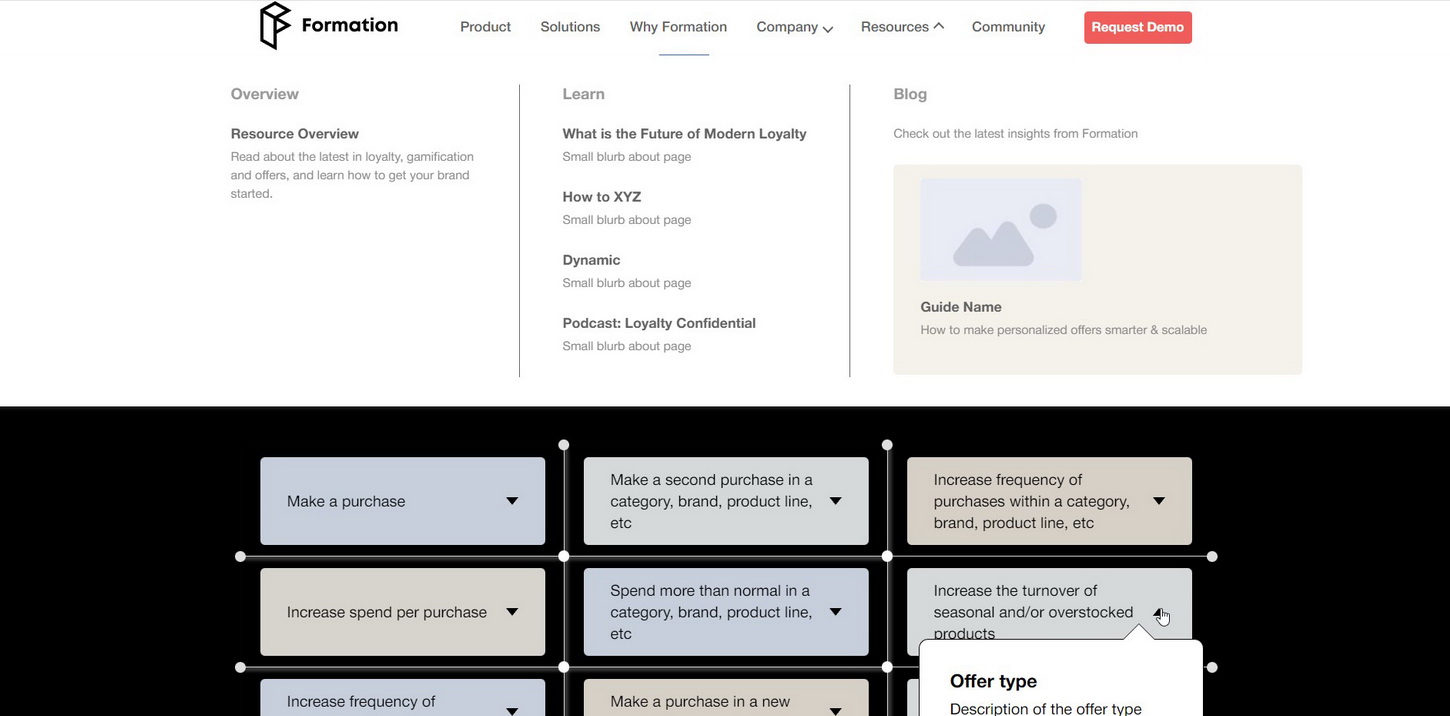 Formation
Product
Solutions
Why Formation
Company
Resources
Community
Request Demo
Overview
Resource Overview
Read about the latest in loyalty, gamification
and offers, and learn how to get your brand
started.
Learn
What is the Future of Modern Loyalty
Small blurb about page
How to XYZ
Small blurb about page
Dynamic
Small blurb about page
Podcast: Loyalty Confidential
Small blurb about page
Blog
Check out the latest insights from Formation
Guide Name
How to make personalized offers smarter & scalable
Make a purchase
Make a second purchase in a
category, brand, product line,
etc
Increase frequency of
purchases within a category,
brand, product line, etc
Increase spend per purchase
Spend more than normal in a
category, brand, product line,
etc
Increase the turnover of
seasonal and/or overstocked
products
Increase frequency of
Make a purchase in a new
Offer type
Description of the offer type